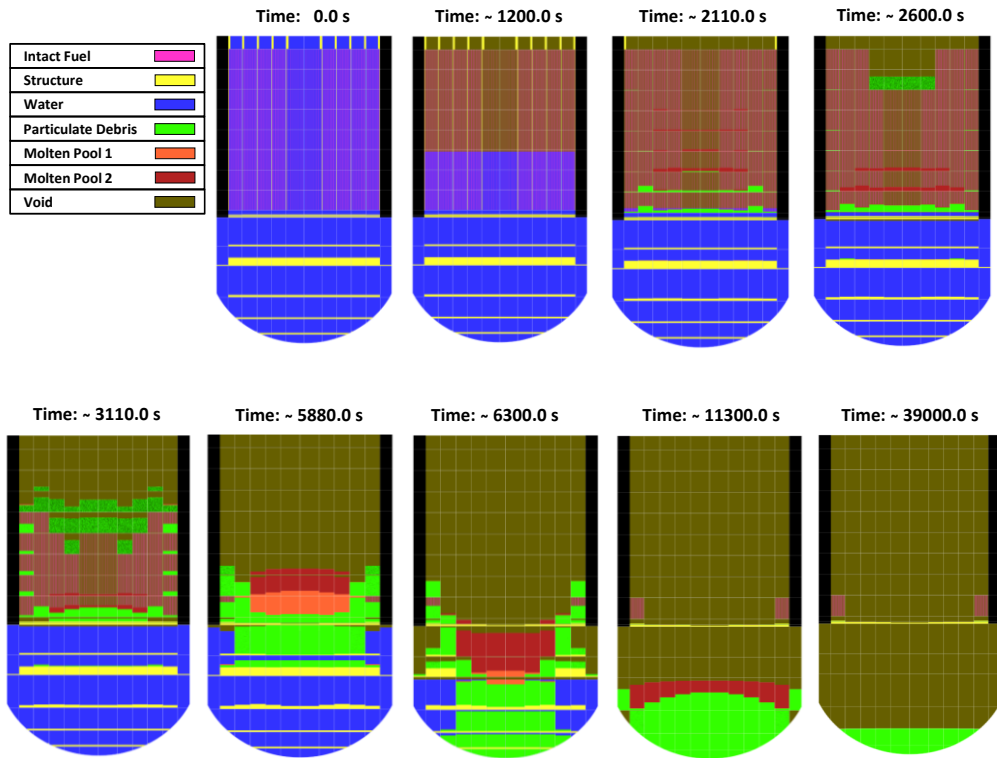 Time:   0.0 s
Time: ~ 1200.0 s
Time: ~ 2110.0 s
Time: ~ 2600.0 s
Intact Fuel
Structure
Water
Particulate Debris
Molten Pool 1
Molten Pool 2
Void
Time: ~ 3110.0 s
Time: ~ 5880.0 s
Time: ~ 6300.0 s
Time: ~ 11300.0 s
Time: ~ 39000.0 s